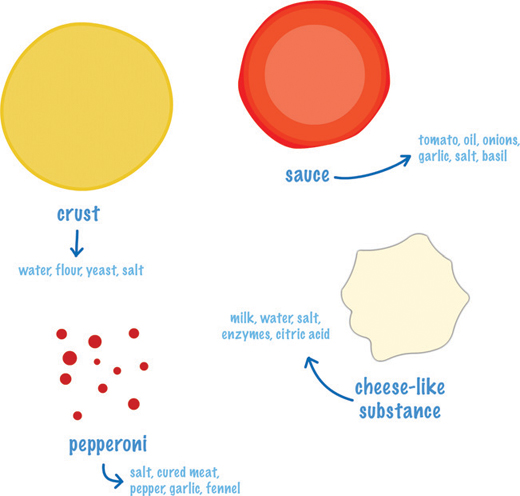 crust
water, flour, yeast, salt
sauce
tomato, oil, onions,
garlic, salt, basil
pepperoni
salt, cured meat,
pepper, garlic, fennel
milk, water, salt,
enzymes, citric acid
cheese-like
substance